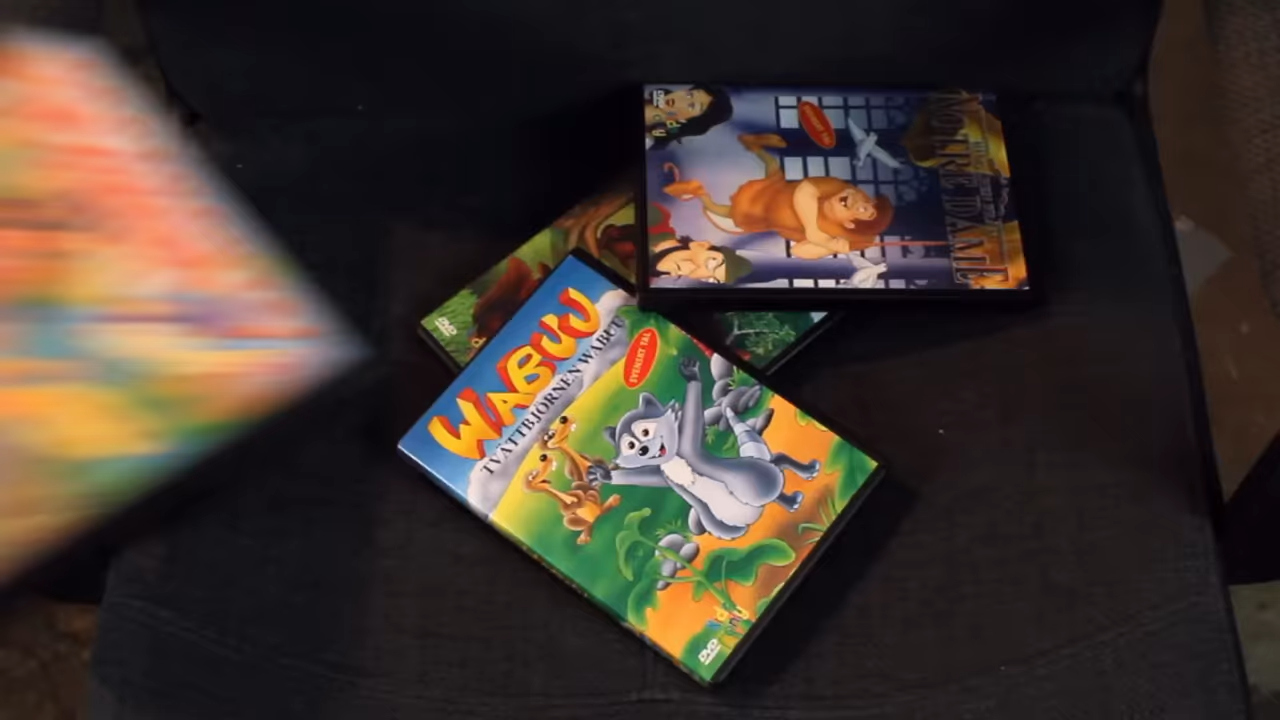 WABUU
TVÄTTBJÖRNEN WABUU
SVENSKT TAL
DVD
NOTRE DAME
DVD
DVD